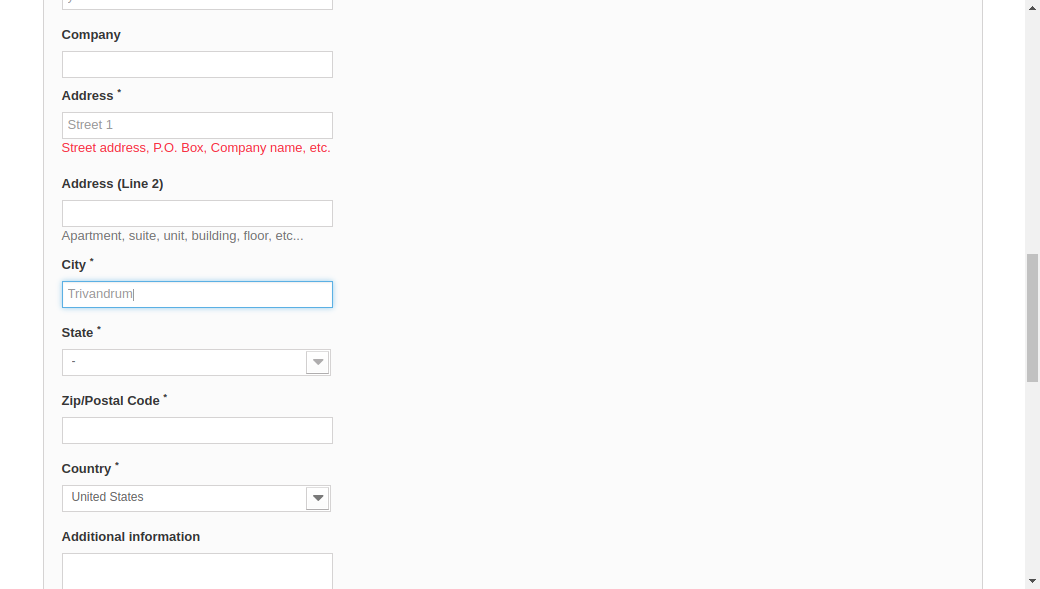 Company
Address *
Street 1
Street address, P.O. Box, Company name, etc.
Address (Line 2)
Apartment, suite, unit, building, floor, etc...
City *
Trivandrum
State *
-
Zip/Postal Code *
Country *
United States
Additional information